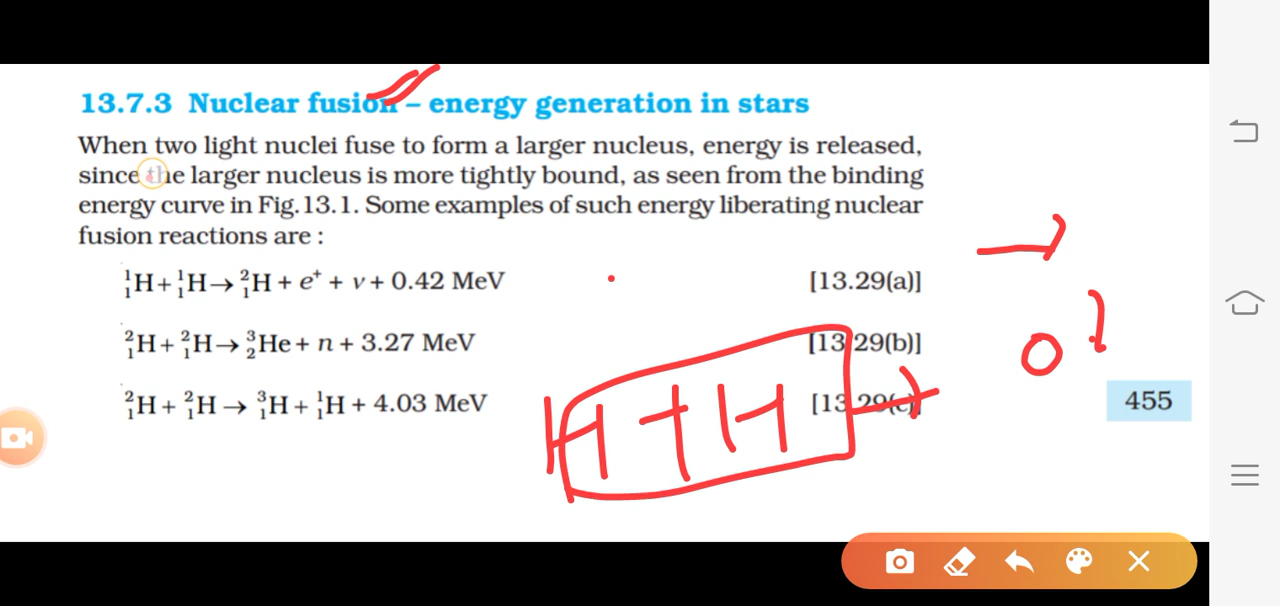 13.7.3 Nuclear fusion – energy generation in stars
When two light nuclei fuse to form a larger nucleus, energy is released,
since the larger nucleus is more tightly bound, as seen from the binding
energy curve in Fig.13.1. Some examples of such energy liberating nuclear
fusion reactions are :
¹₁H + ¹₁H → ²₁H + e⁺ + ν + 0.42 MeV [13.29(a)]
²₁H + ²₁H → ³₂He + n + 3.27 MeV [13.29(b)]
²₁H + ²₁H → ³₁H + ¹₁H + 4.03 MeV [13.29(c)]
H + H →
455